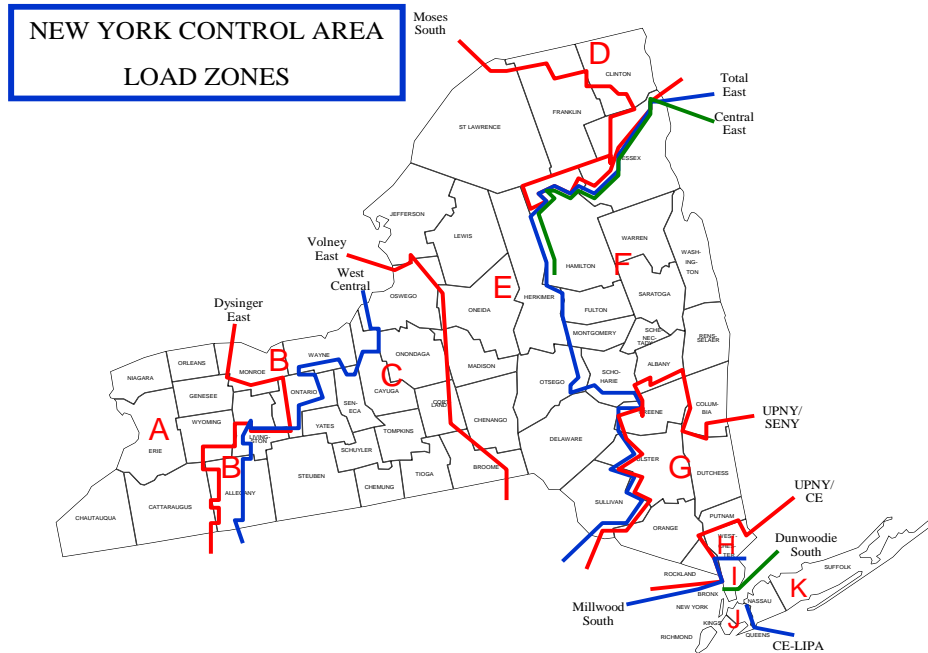 NEW YORK CONTROL AREA
LOAD ZONES
Moses
South
D
CLINTON
Total
East
FRANKLIN
Central
East
ST LAWRENCE
ESSEX
JEFFERSON
LEWIS
WARREN
WASH-
ING-
TON
Volney
East
West
Central
HAMILTON
F
E
OSWEGO
HERKIMER
SARATOGA
ONEIDA
FULTON
Dysinger
East
MONTGOMERY
SCHE
NEC-
TADY
RENS-
SELAER
ORLEANS
B
WAYNE
ONONDAGA
MADISON
ALBANY
NIAGARA
MONROE
C
OTSEGO
SCHO-
HARIE
GENESEE
ONTARIO
SEN-
ECA
CAYUGA
LAND
COLUM-
BIA
WYOMING
CHENANGO
GREENE
UPNY/
SENY
A
YATES
TOMPKINS
LIVING-
STON
DELAWARE
ERIE
SCHUYLER
B
BROOME
ULSTER
G
DUTCHESS
STEUBEN
TIOGA
CHEMUNG
ALLEGANY
CATTARAUGUS
SULLIVAN
UPNY/
CE
CHAUTAUQUA
PUTNAM
ORANGE
WEST-
CHES-
TER
H
Dunwoodie
South
SUFFOLK
ROCKLAND
I
K
BRONX
NASSAU
Millwood
South
NEW YORK
J
KINGS
QUEENS
RICHMOND
CE-LIPA